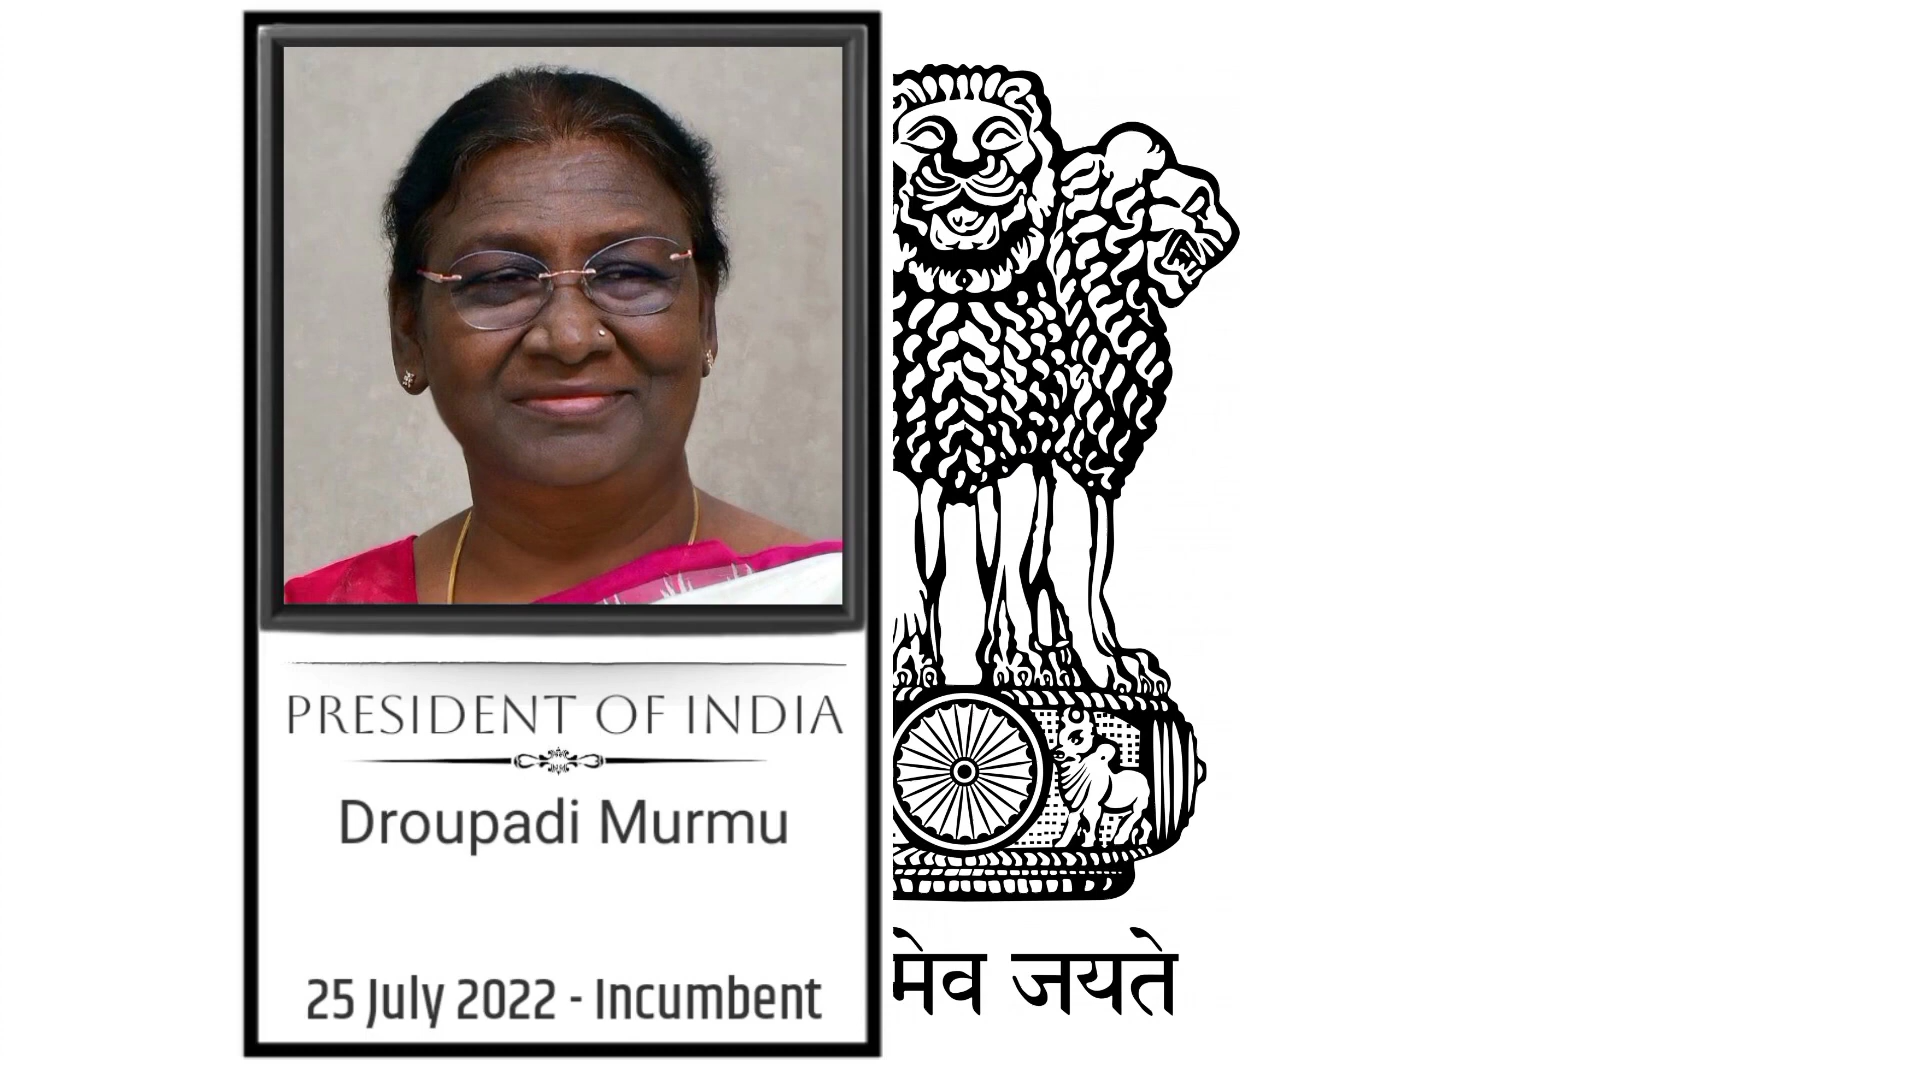 PRESIDENT OF INDIA
Droupadi Murmu
25 July 2022 - Incumbent
मेव जयते